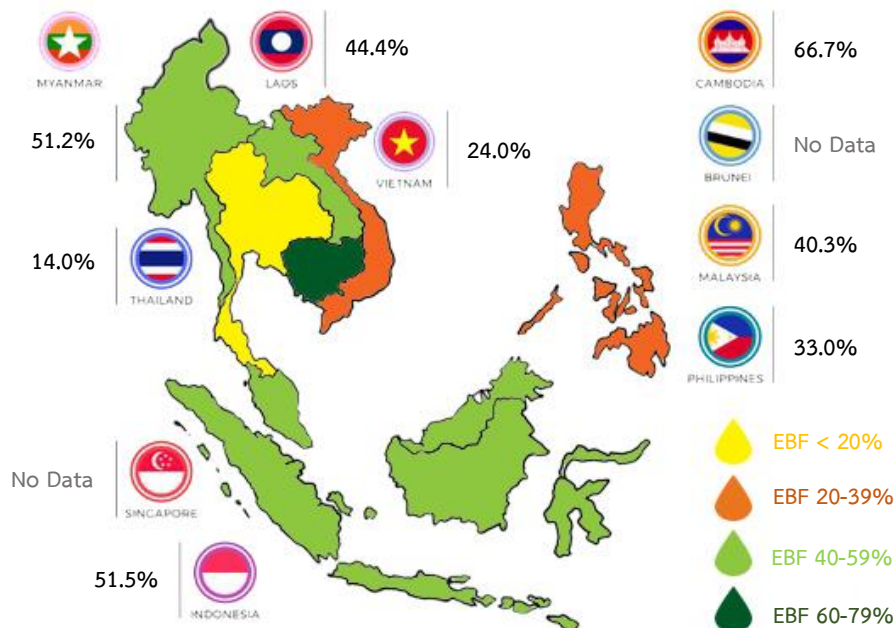 MYANMAR
51.2%
LAOS
44.4%
VIETNAM
24.0%
14.0%
THAILAND
No Data
SINGAPORE
51.5%
INDONESIA
CAMBODIA
66.7%
BRUNEI
No Data
MALAYSIA
40.3%
PHILIPPINES
33.0%
EBF < 20%
EBF 20-39%
EBF 40-59%
EBF 60-79%